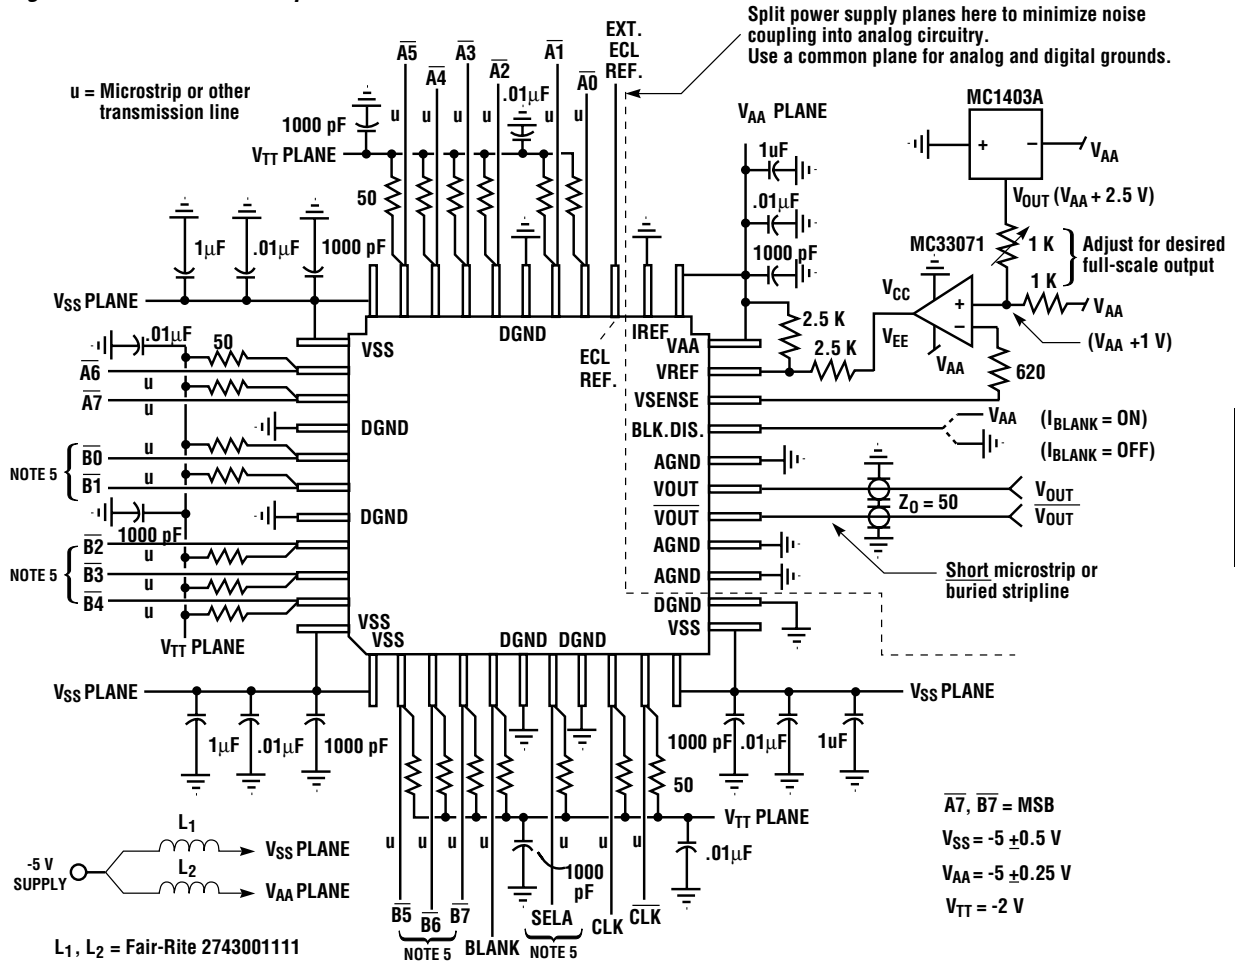 Split power supply planes here to minimize noise
coupling into analog circuitry.
Use a common plane for analog and digital grounds.
EXT.
ECL
REF.
A5
A4
A3
A2
A1
A0
u = Microstrip or other
transmission line
1000 pF
.01µF
u u u u u u
VTT PLANE
50
VAA PLANE
1uF
.01µF
1000 pF
MC1403A
+ −
VAA
VOUT (VAA + 2.5 V)
MC33071
1 K
Adjust for desired
full-scale output
1 K
VAA
VCC
+
−
VEE
VAA
(VAA +1 V)
620
1µF
.01µF
1000 pF
VSS PLANE
.01µF
50
A6
u
A7
u
NOTE 5
B0
u
B1
u
1000 pF
NOTE 5
B2
u
B3
u
B4
u
VTT PLANE
VSS
DGND
DGND
VSS
VSS
DGND
ECL
REF.
IREF
VAA
VREF
VSENSE
BLK.DIS.
AGND
VOUT
VOUT
AGND
AGND
DGND
VSS
DGND DGND
2.5 K
2.5 K
VAA (IBLANK = ON)
(IBLANK = OFF)
ZO = 50
VOUT
VOUT
Short microstrip or
buried stripline
VSS PLANE
1µF
.01µF
1000 pF
VSS PLANE
1000 pF
.01µF
1uF
50
VTT PLANE
u u u u u u u
1000
pF
.01µF
B5
B6
B7
NOTE 5
BLANK
SELA
NOTE 5
CLK
CLK
-5 V
SUPPLY
L1
VSS PLANE
L2
VAA PLANE
L1, L2 = Fair-Rite 2743001111
A7, B7 = MSB
VSS = -5 ±0.5 V
VAA = -5 ±0.25 V
VTT = -2 V